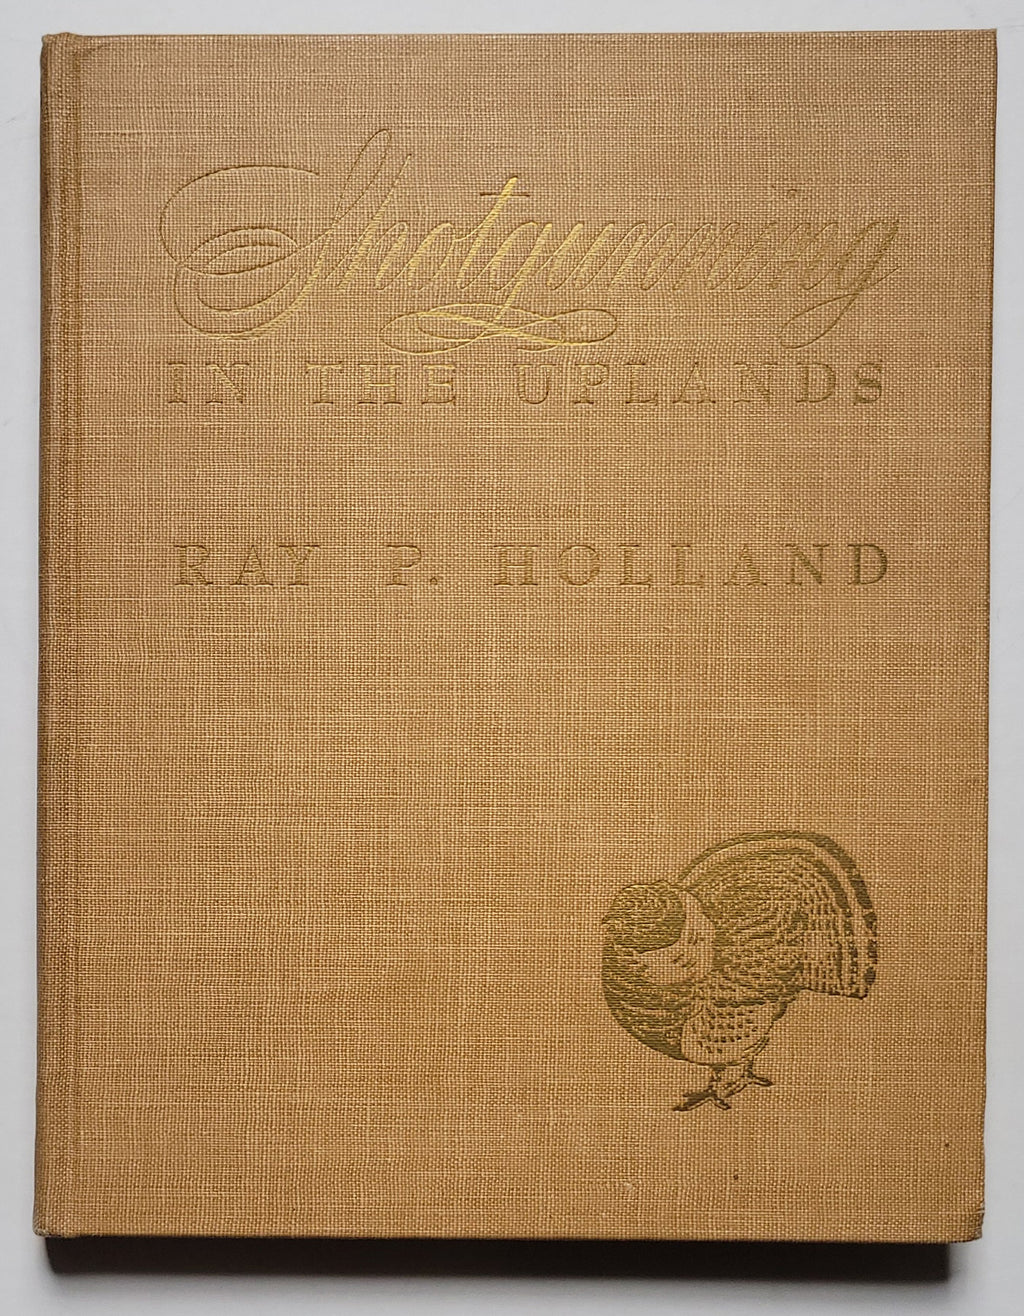 Shotgunning
IN THE UPLANDS
RAY P. HOLLAND